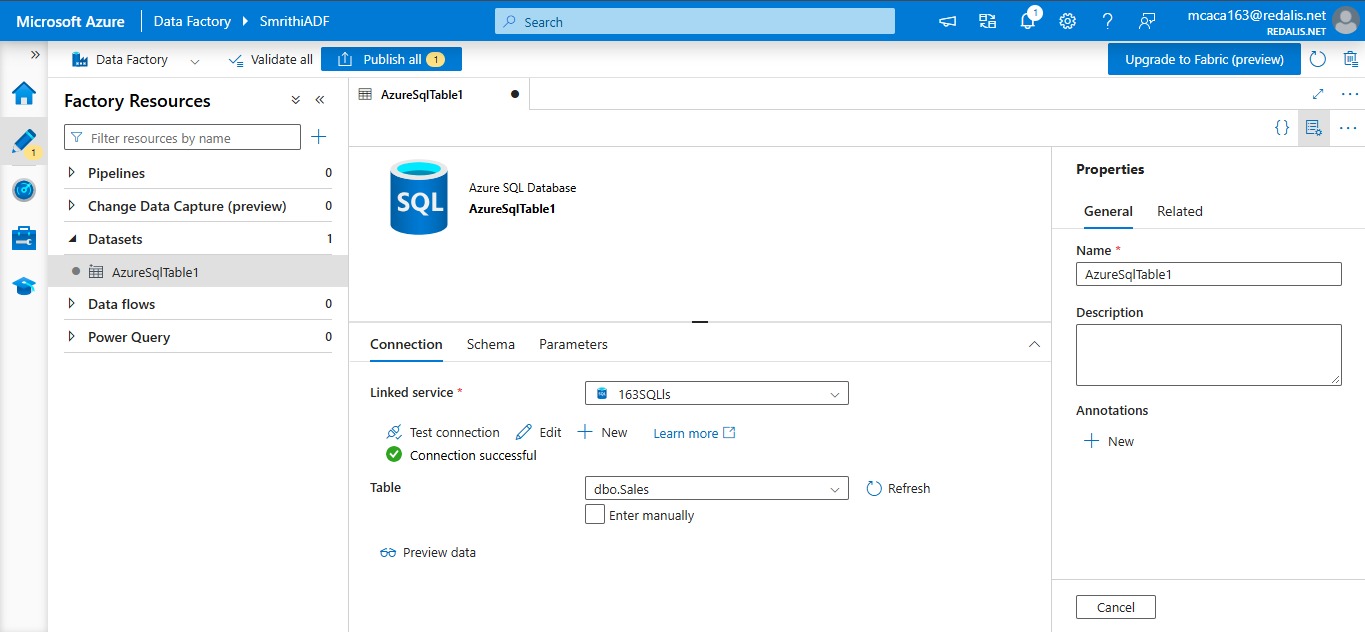 Microsoft Azure
Data Factory
SmrithiADF
Search
1
mcaca163@redalis.net
REDALIS.NET
Data Factory
Validate all
Publish all 1
Upgrade to Fabric (preview)
1
Factory Resources
Filter resources by name
Pipelines 0
Change Data Capture (preview) 0
Datasets 1
AzureSqlTable1
Data flows 0
Power Query 0
AzureSqlTable1
SQL
Azure SQL Database
AzureSqlTable1
Connection Schema Parameters
Linked service *
163SQLls
Test connection Edit New Learn more
Connection successful
Table
dbo.Sales
Refresh
Enter manually
Preview data
Properties
General Related
Name *
AzureSqlTable1
Description
Annotations
New
Cancel